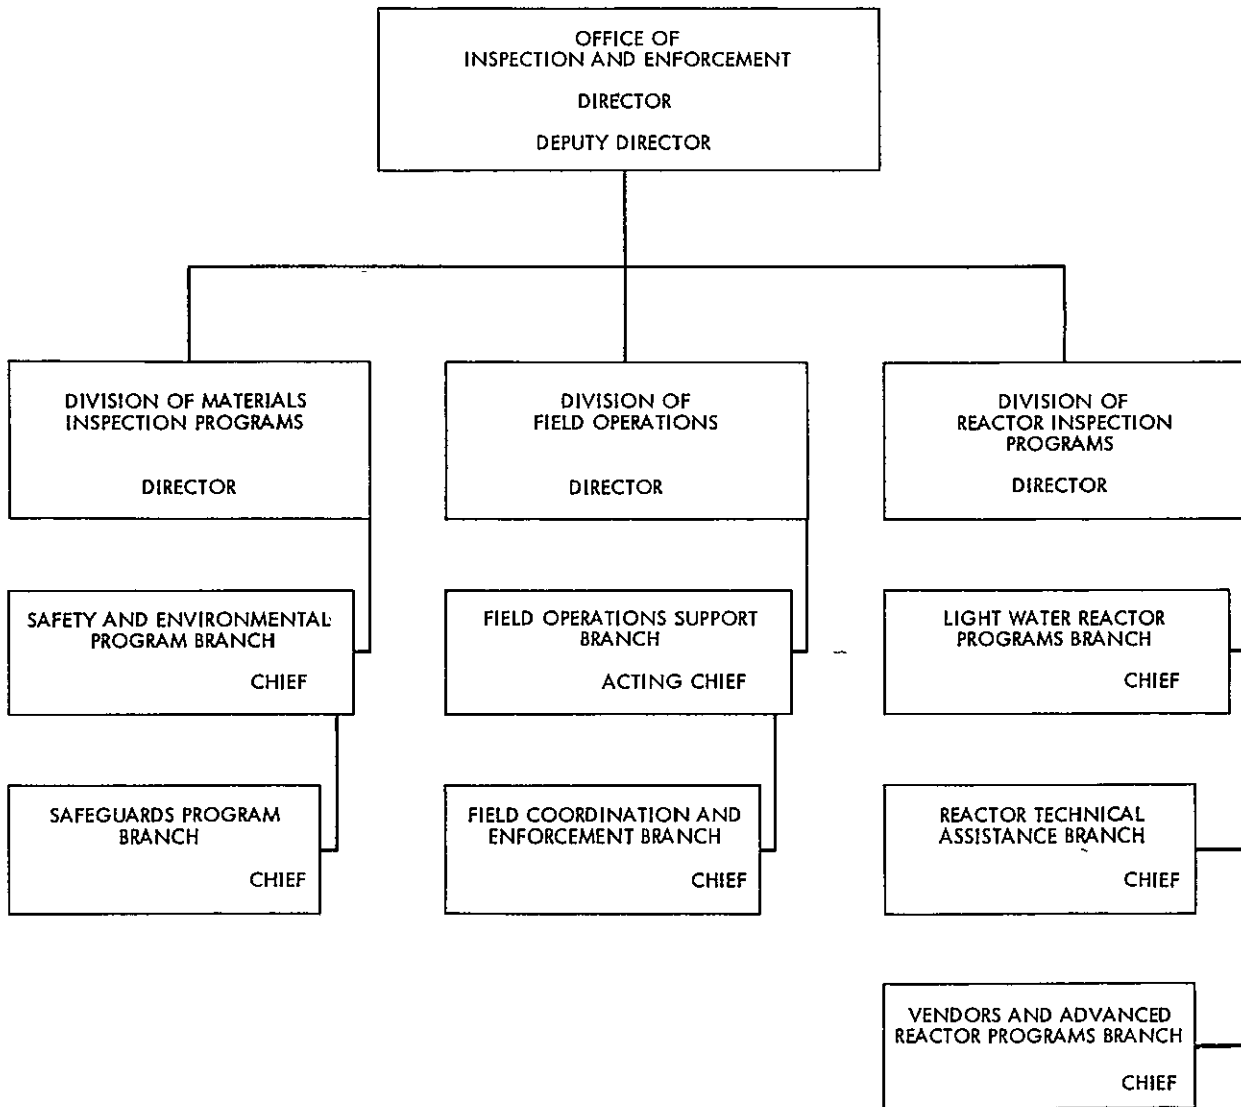 OFFICE OF
INSPECTION AND ENFORCEMENT
DIRECTOR
DEPUTY DIRECTOR
DIVISION OF MATERIALS
INSPECTION PROGRAMS
DIRECTOR
DIVISION OF
FIELD OPERATIONS
DIRECTOR
DIVISION OF
REACTOR INSPECTION
PROGRAMS
DIRECTOR
SAFETY AND ENVIRONMENTAL
PROGRAM BRANCH
CHIEF
FIELD OPERATIONS SUPPORT
BRANCH
ACTING CHIEF
LIGHT WATER REACTOR
PROGRAMS BRANCH
CHIEF
SAFEGUARDS PROGRAM
BRANCH
CHIEF
FIELD COORDINATION AND
ENFORCEMENT BRANCH
CHIEF
REACTOR TECHNICAL
ASSISTANCE BRANCH
CHIEF
VENDORS AND ADVANCED
REACTOR PROGRAMS BRANCH
CHIEF